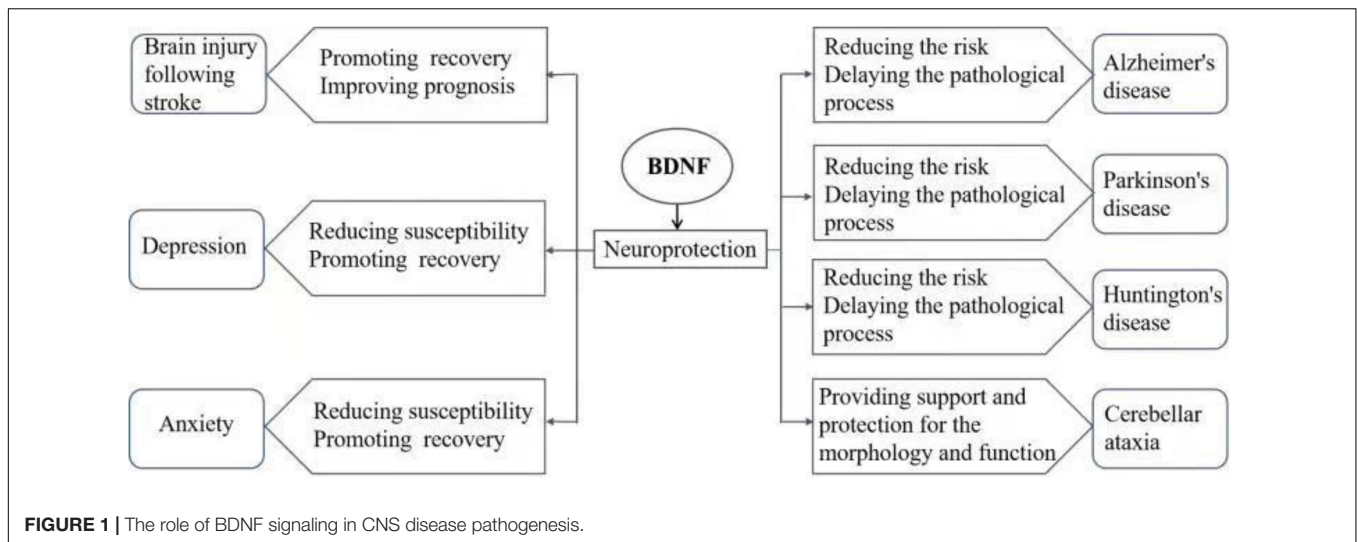 Brain injury
following
stroke
Promoting recovery
Improving prognosis
Depression
Reducing susceptibility
Promoting recovery
Anxiety
Reducing susceptibility
Promoting recovery
BDNF
Neuroprotection
Reducing the risk
Delaying the pathological
process
Alzheimer's
disease
Reducing the risk
Delaying the pathological
process
Parkinson's
disease
Reducing the risk
Delaying the pathological
process
Huntington's
disease
Providing support and
protection for the
morphology and function
Cerebellar
ataxia
FIGURE 1 | The role of BDNF signaling in CNS disease pathogenesis.